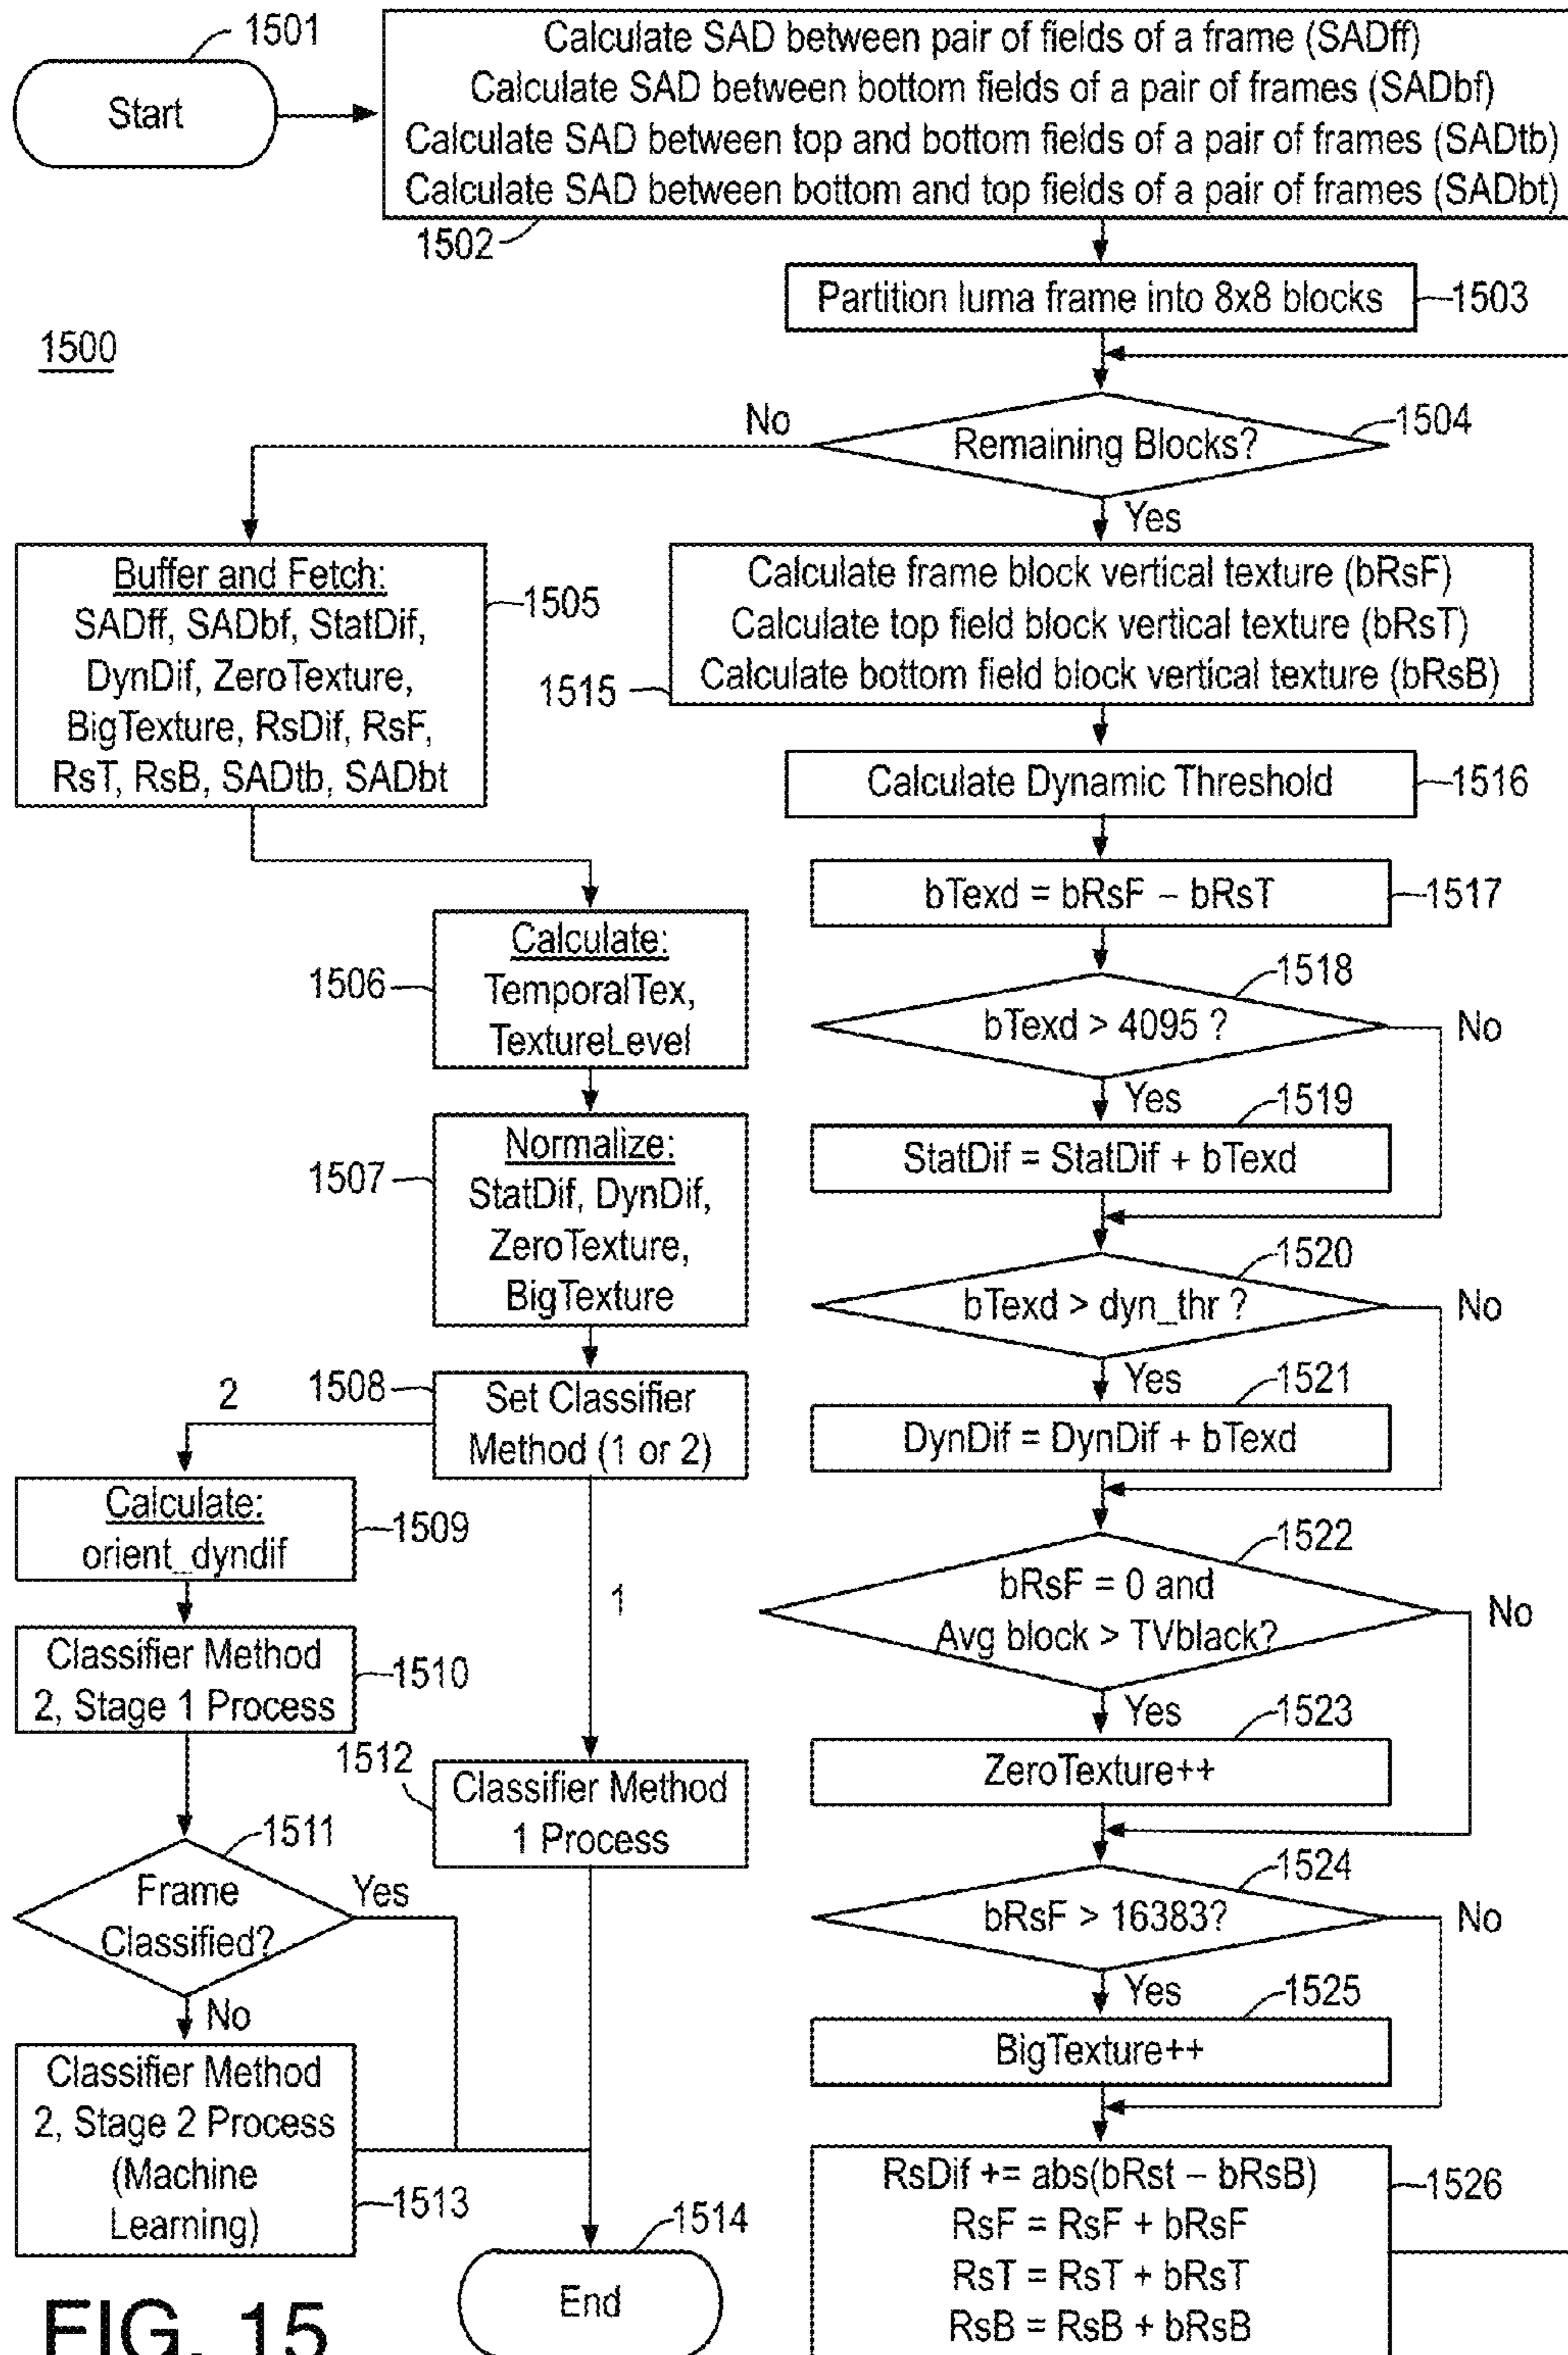 1501
Start
Calculate SAD between pair of fields of a frame (SADff)
Calculate SAD between bottom fields of a pair of frames (SADbf)
Calculate SAD between top and bottom fields of a pair of frames (SADtb)
Calculate SAD between bottom and top fields of a pair of frames (SADbt)
1502
Partition luma frame into 8x8 blocks
1503
1500
Remaining Blocks?
1504
No
Yes
Buffer and Fetch:
SADff, SADbf, StatDif,
DynDif, ZeroTexture,
BigTexture, RsDif, RsF,
RsT, RsB, SADtb, SADbt
1505
Calculate:
TemporalTex,
TextureLevel
1506
Normalize:
StatDif, DynDif,
ZeroTexture,
BigTexture
1507
Set Classifier
Method (1 or 2)
1508
2
1
Calculate:
orient_dyndif
1509
Classifier Method
2, Stage 1 Process
1510
Frame
Classified?
1511
Yes
No
Classifier Method
2, Stage 2 Process
(Machine
Learning)
1513
1512
Classifier Method
1 Process
1514
End
Calculate frame block vertical texture (bRsF)
Calculate top field block vertical texture (bRsT)
Calculate bottom field block vertical texture (bRsB)
1515
Calculate Dynamic Threshold
1516
bTexd = bRsF – bRsT
1517
bTexd > 4095 ?
1518
No
Yes
StatDif = StatDif + bTexd
1519
bTexd > dyn_thr ?
1520
No
Yes
DynDif = DynDif + bTexd
1521
bRsF = 0 and
Avg block > TVblack?
1522
No
Yes
ZeroTexture++
1523
bRsF > 16383?
1524
No
Yes
BigTexture++
1525
RsDif += abs(bRst – bRsB)
RsF = RsF + bRsF
RsT = RsT + bRsT
RsB = RsB + bRsB
1526
FIG. 15